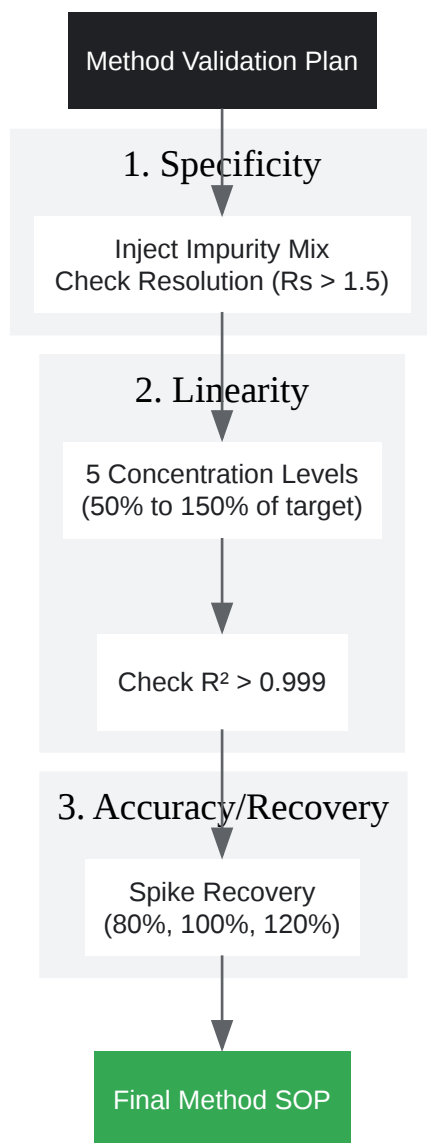 Method Validation Plan
1. Specificity
Inject Impurity Mix
Check Resolution (Rs > 1.5)
2. Linearity
5 Concentration Levels
(50% to 150% of target)
Check R² > 0.999
3. Accuracy/Recovery
Spike Recovery
(80%, 100%, 120%)
Final Method SOP